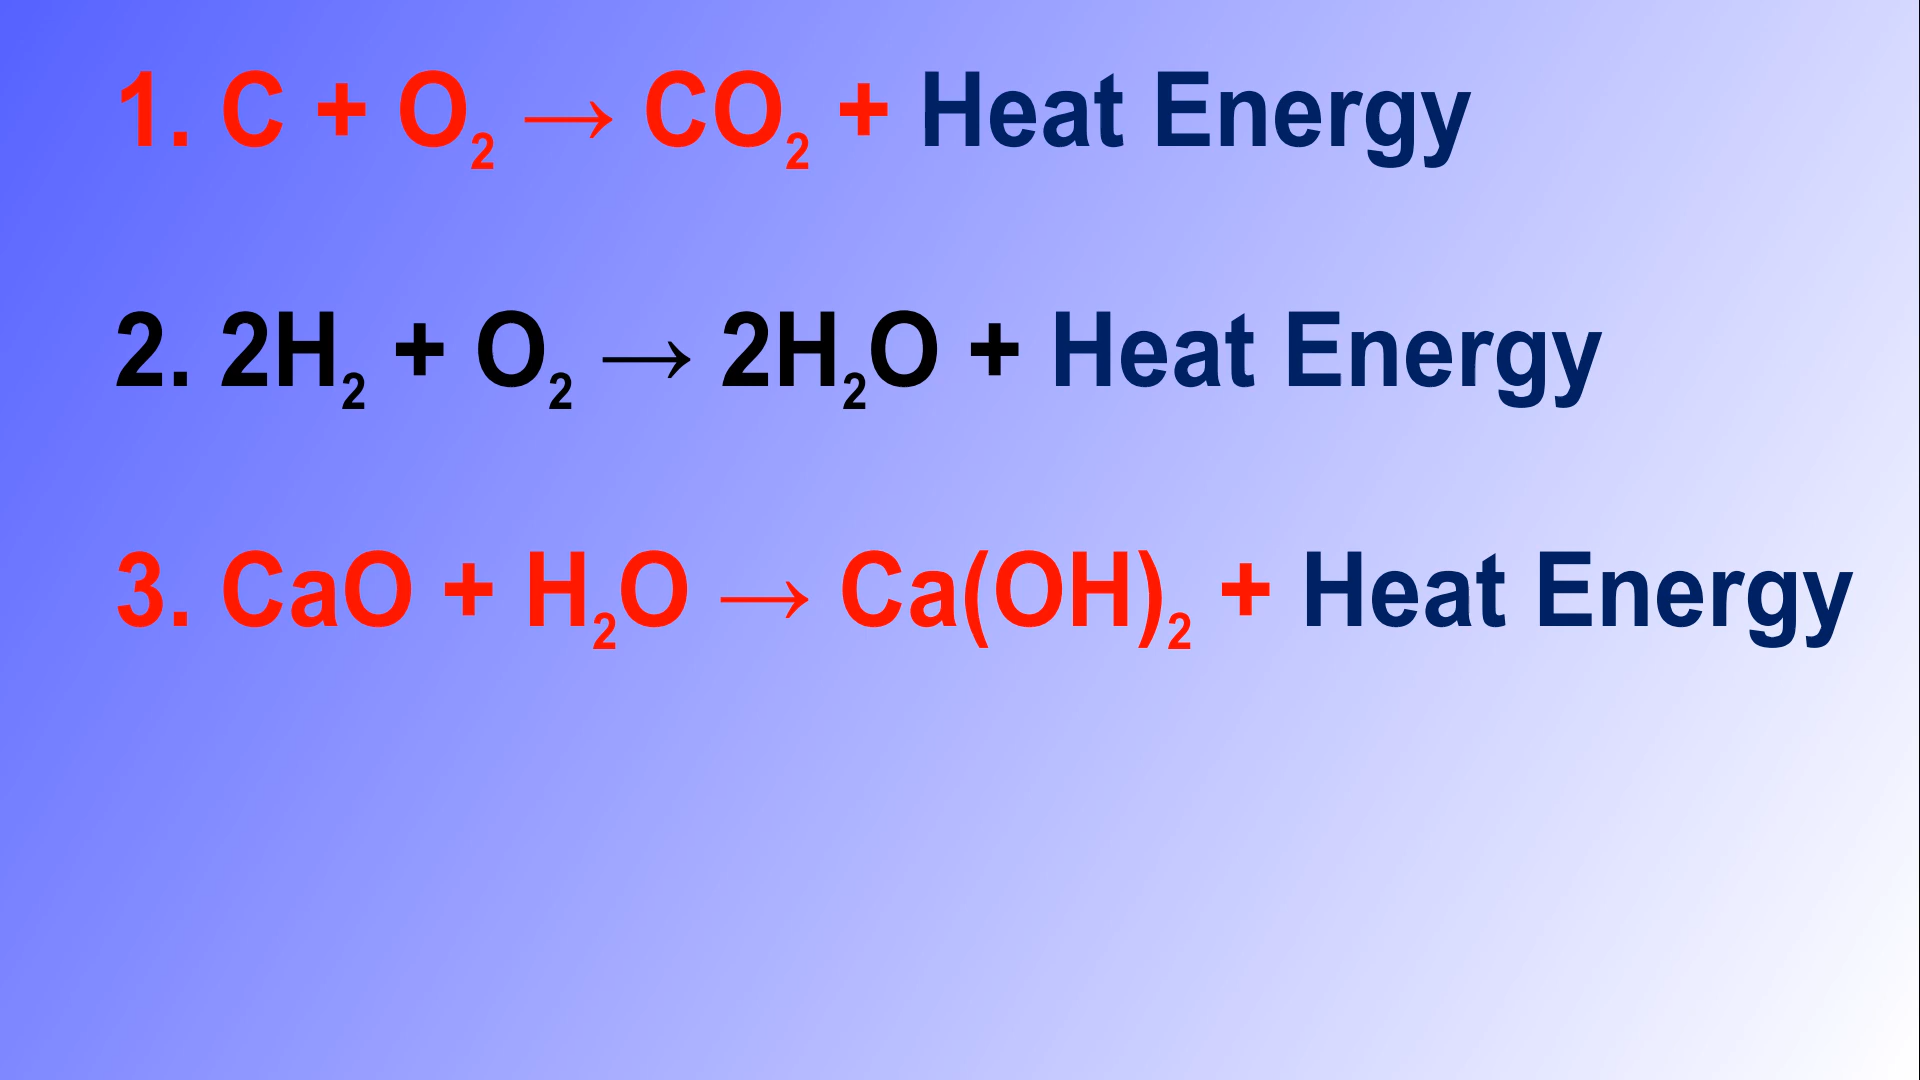 1. C + O₂ → CO₂ + Heat Energy
2. 2H₂ + O₂ → 2H₂O + Heat Energy
3. CaO + H₂O → Ca(OH)₂ + Heat Energy